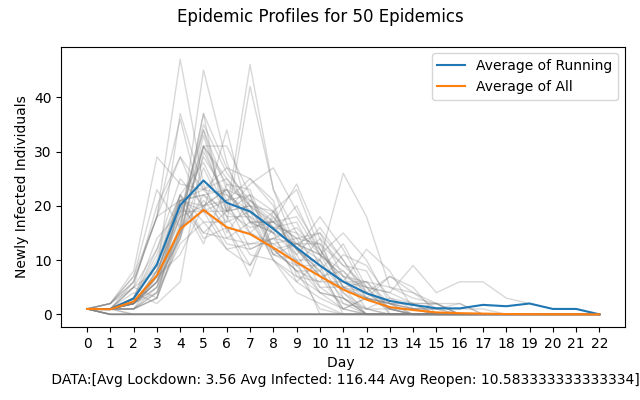 Epidemic Profiles for 50 Epidemics
Average of Running
Average of All
Newly Infected Individuals
40
30
20
10
0
0 1 2 3 4 5 6 7 8 9 10 11 12 13 14 15 16 17 18 19 20 21 22
Day
DATA:[Avg Lockdown: 3.56 Avg Infected: 116.44 Avg Reopen: 10.583333333333334]